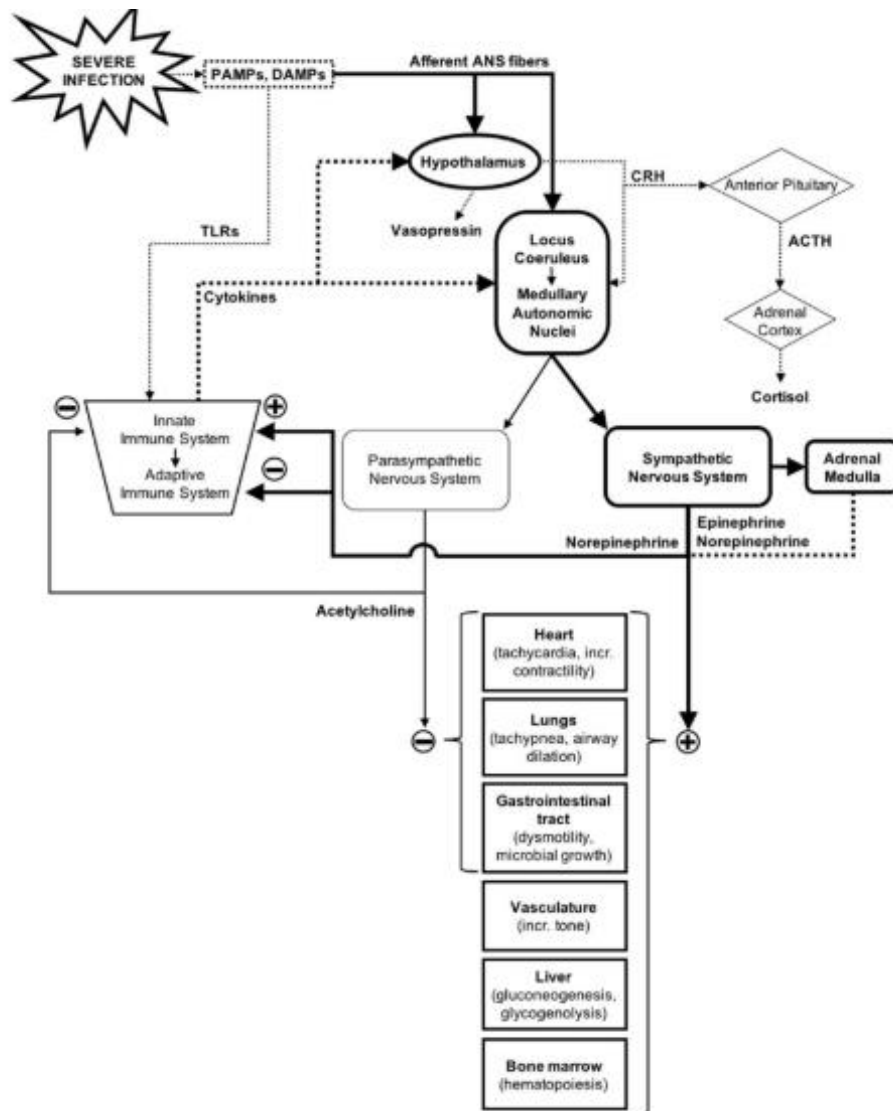 SEVERE
INFECTION
PAMPs, DAMPs
Afferent ANS fibers
Hypothalamus
CRH
Anterior Pituitary
Vasopressin
TLRs
ACTH
Locus
Coeruleus
Medullary
Autonomic
Nuclei
Cytokines
Adrenal
Cortex
Cortisol
−
+
Innate
Immune System
Adaptive
Immune System
−
Parasympathetic
Nervous System
Sympathetic
Nervous System
Adrenal
Medulla
Norepinephrine
Epinephrine
Norepinephrine
Acetylcholine
Heart
(tachycardia, incr.
contractility)
−
Lungs
(tachypnea, airway
dilation)
+
Gastrointestinal
tract
(dysmotility,
microbial growth)
Vasculature
(incr. tone)
Liver
(gluconeogenesis,
glycogenolysis)
Bone marrow
(hematopoiesis)